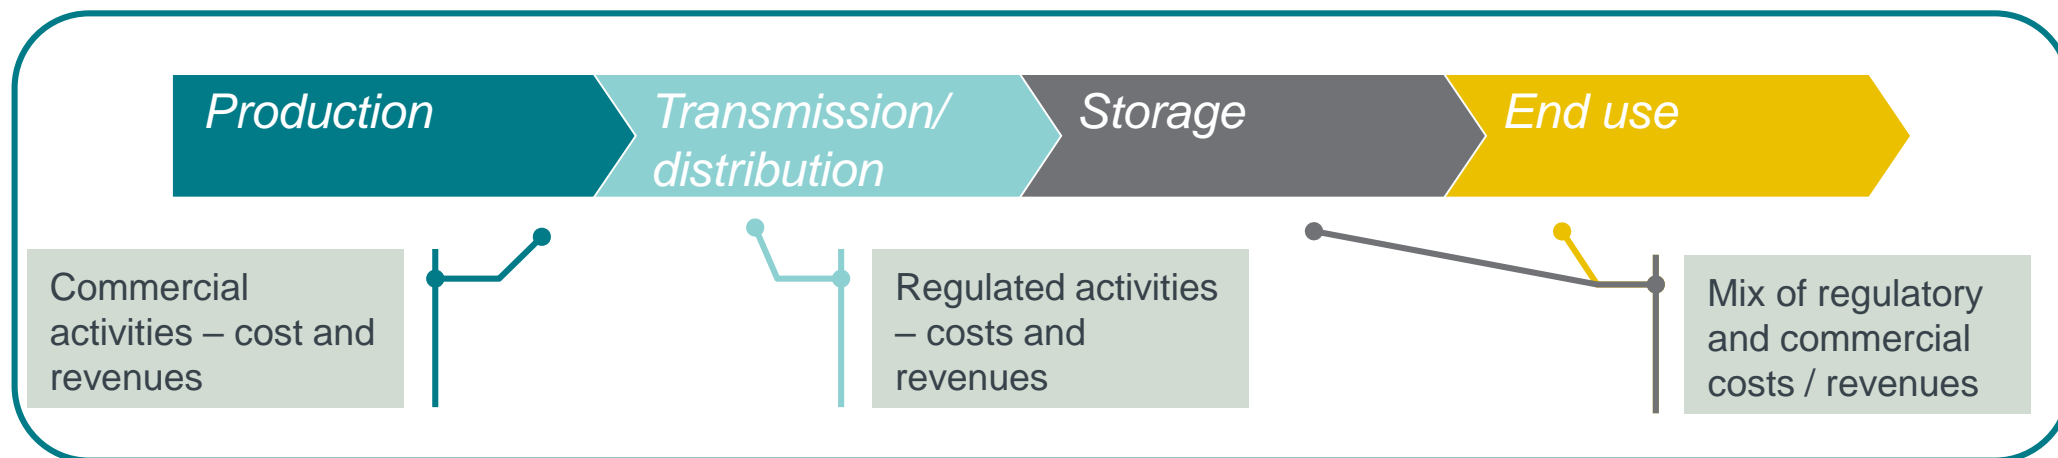 Production
Transmission/
distribution
Storage
End use
Commercial
activities – cost and
revenues
Regulated activities
– costs and
revenues
Mix of regulatory
and commercial
costs / revenues